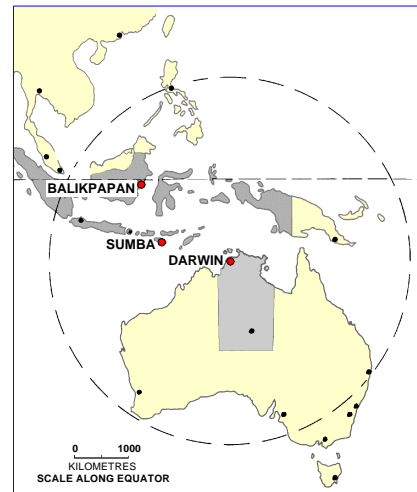 BALIKPAPAN
SUMBA
DARWIN
0 1000
KILOMETRES
SCALE ALONG EQUATOR